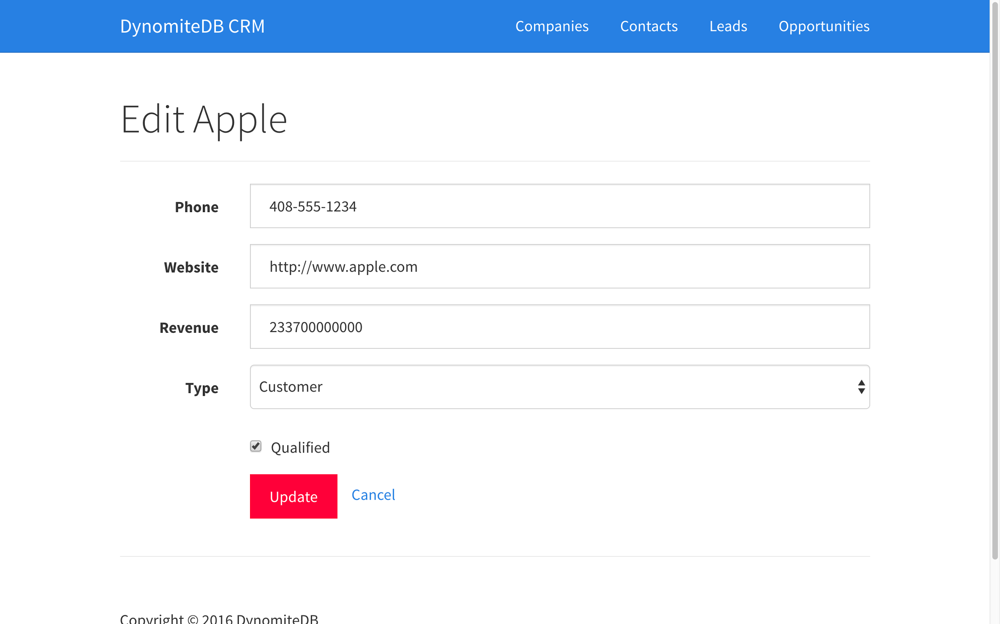 DynomiteDB CRM Companies Contacts Leads Opportunities
Edit Apple
Phone 408-555-1234
Website http://www.apple.com
Revenue 233700000000
Type Customer
Qualified
Update Cancel
Copyright © 2016 DynomiteDB